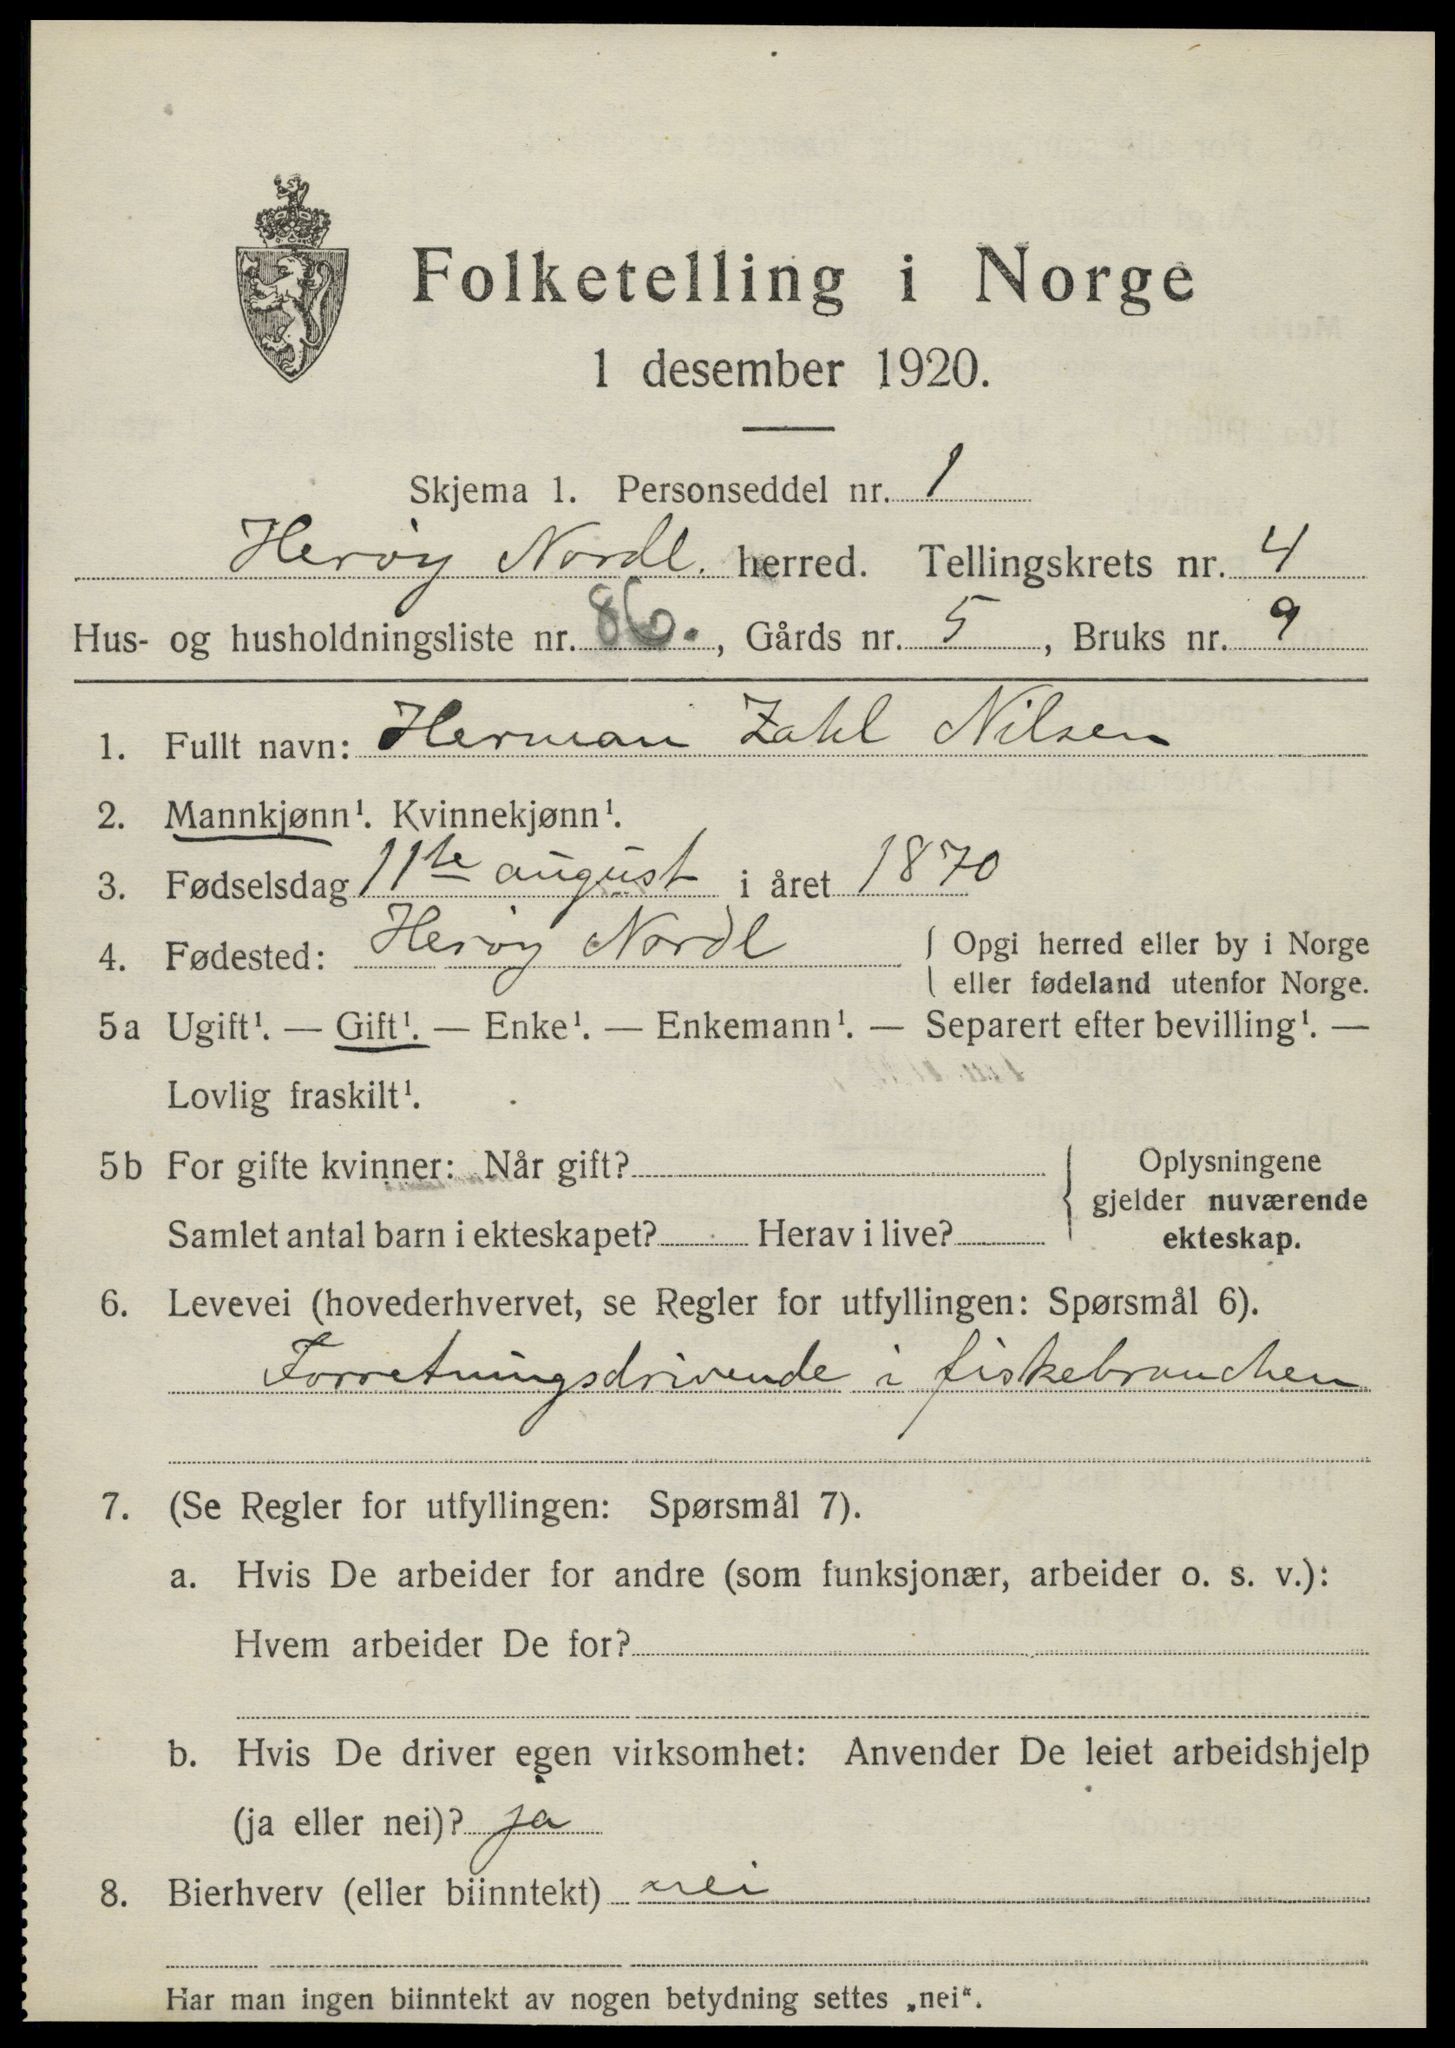 Folketelling i Norge
1 desember 1920.
Skjema 1. Personseddel nr. 1
Herøy Nordl. herred. Tellingskrets nr. 4
Hus- og husholdningsliste nr. 86., Gårds nr. 5, Bruks nr. 9
1. Fullt navn: Herman Zahl Nilsen
2. Mannkjønn¹. Kvinnekjønn¹.
3. Fødselsdag 11te august i året 1870
4. Fødested: Herøy Nordl { Opgi herred eller by i Norge
eller fødeland utenfor Norge.
5a Ugift¹. — Gift¹. — Enke¹. — Enkemann¹. — Separert efter bevilling¹. —
Lovlig fraskilt¹.
5b For gifte kvinner: Når gift? { Oplysningene
gjelder nuværende
Samlet antal barn i ekteskapet? Herav i live? ekteskap.
6. Levevei (hovederhvervet, se Regler for utfyllingen: Spørsmål 6).
Forretningsdrivende i fiskebranchen
7. (Se Regler for utfyllingen: Spørsmål 7).
a. Hvis De arbeider for andre (som funksjonær, arbeider o. s. v.):
Hvem arbeider De for?
b. Hvis De driver egen virksomhet: Anvender De leiet arbeidshjelp
(ja eller nei)? ja
8. Bierhverv (eller biinntekt) nei
Har man ingen biinntekt av nogen betydning settes „nei".